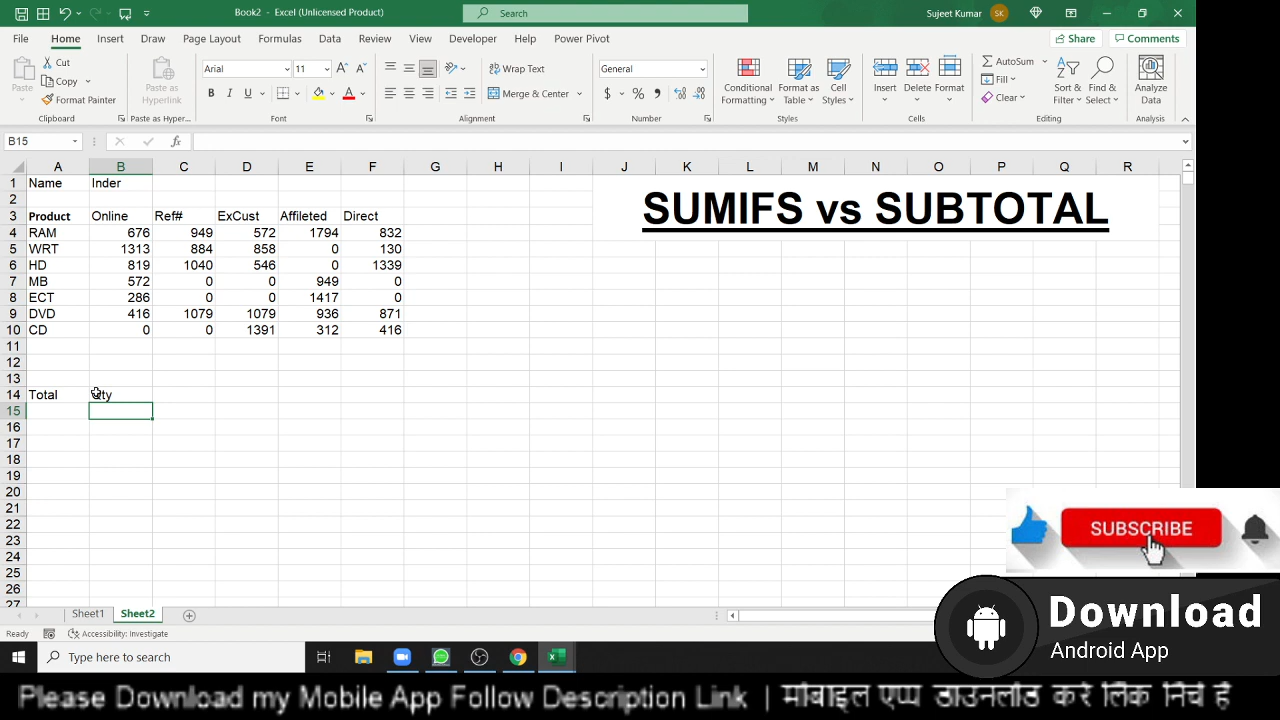 Book2 - Excel (Unlicensed Product)
Search
Sujeet Kumar
SK
File Home Insert Draw Page Layout Formulas Data Review View Developer Help Power Pivot
Share Comments
Paste
Cut
Copy
Format Painter
Clipboard
Paste as Hyperlink
Paste as Hyper...
Arial 11
B I U
Font
Wrap Text
Merge & Center
Alignment
General
$ % 9
Number
Conditional Formatting
Format as Table
Cell Styles
Styles
Insert Delete Format
Cells
AutoSum
Fill
Clear
Sort & Filter
Find & Select
Editing
Analyze Data
Analysis
B15
fx
A B C D E F G H I J K L M N O P Q R
1 Name Inder
2
SUMIFS vs SUBTOTAL
3 Product Online Ref# ExCust Affileted Direct
4 RAM 676 949 572 1794 832
5 WRT 1313 884 858 0 130
6 HD 819 1040 546 0 1339
7 MB 572 0 0 949 0
8 ECT 286 0 0 1417 0
9 DVD 416 1079 1079 936 871
10 CD 0 0 1391 312 416
11
12
13
14 Total Qty
15
16
17
18
19
20
21
22
23
24
25
26
27
SUBSCRIBE
Sheet1 Sheet2
Ready
Accessibility: Investigate
Download
Android App
Type here to search
Please Download my Mobile App Follow Description Link | मोबाइल एप्प डाउनलोड करे लिंक निचे है